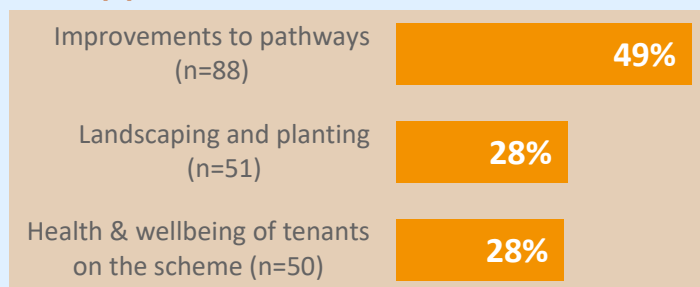 Improvements to pathways
(n=88)
49%
Landscaping and planting
(n=51)
28%
Health & wellbeing of tenants
on the scheme (n=50)
28%